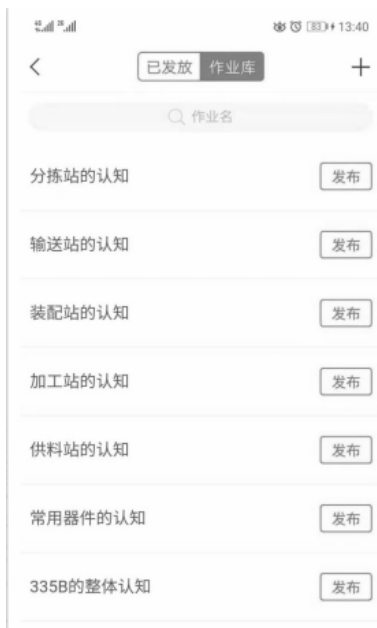 83 13:40
已发放 作业库
作业名
分拣站的认知 发布
输送站的认知 发布
装配站的认知 发布
加工站的认知 发布
供料站的认知 发布
常用器件的认知 发布
335B的整体认知 发布